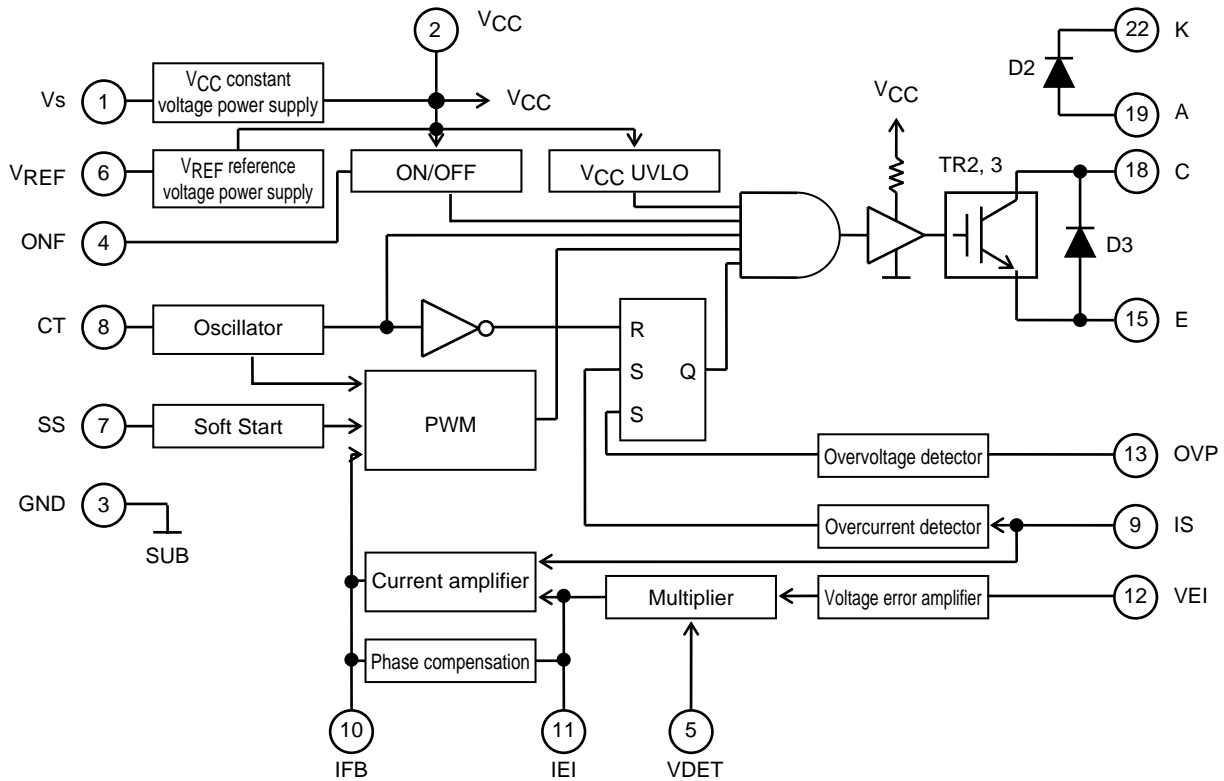 2 VCC
22 K
D2
Vs 1 VCC constant
voltage power supply
VCC
VCC
19 A
VREF 6 VREF reference
voltage power supply
ON/OFF
VCC UVLO
TR2, 3
18 C
ONF 4
D3
CT 8 Oscillator
R
S Q
S
15 E
SS 7 Soft Start
PWM
Overvoltage detector
13 OVP
GND 3
SUB
Overcurrent detector
9 IS
Current amplifier
Multiplier
Voltage error amplifier
12 VEI
Phase compensation
10
IFB
11
IEI
5
VDET